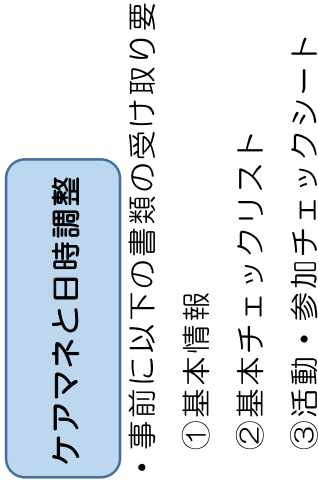 ケアマネと日時調整
・事前に以下の書類の受け取り要
①基本情報
②基本チェックリスト
③活動・参加チェックシート